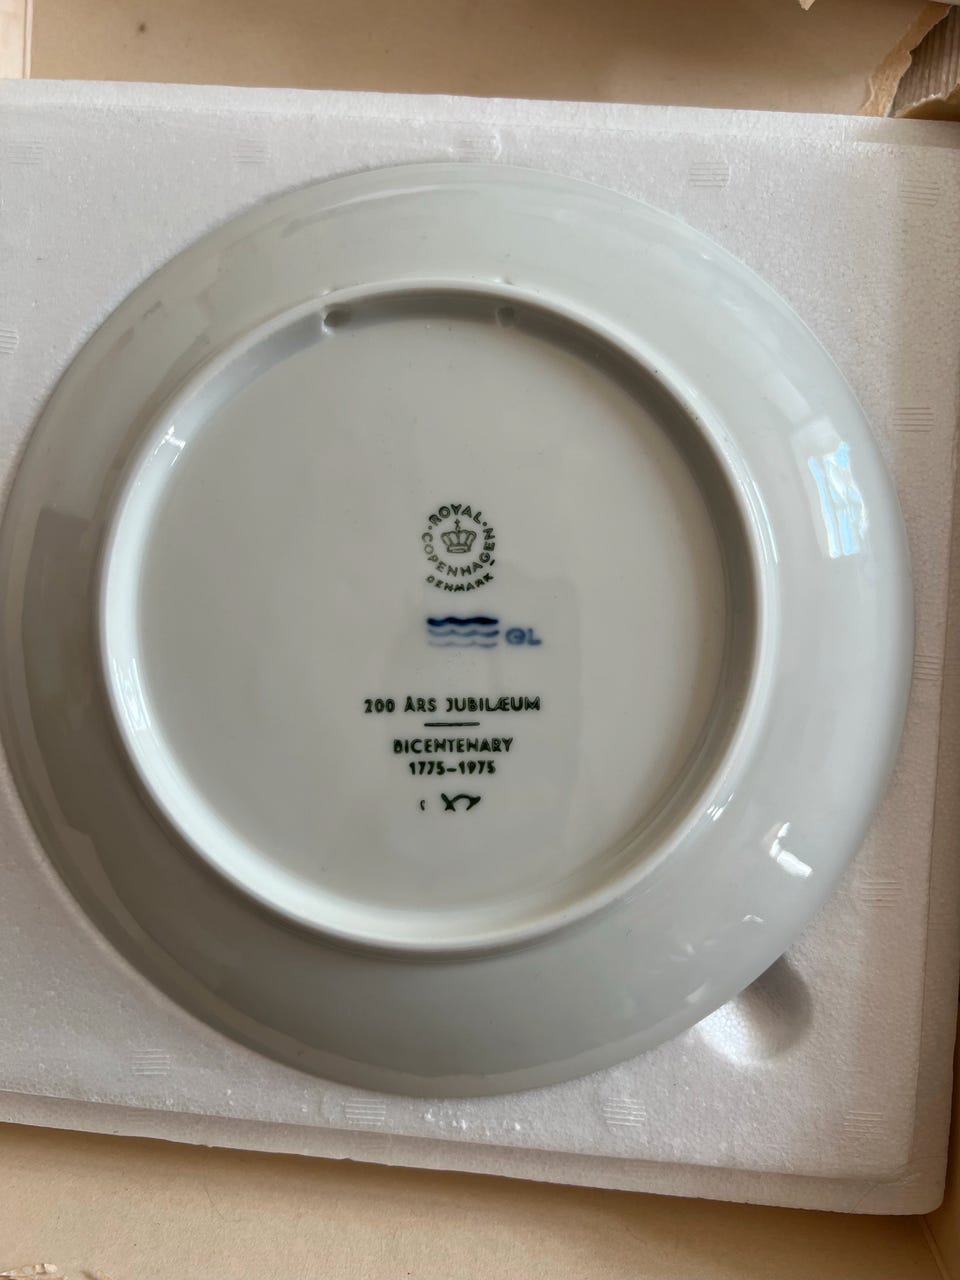 ROYAL
COPENHAGEN
DENMARK
GL
200 ÅRS JUBILÆUM
BICENTENARY
1775-1975